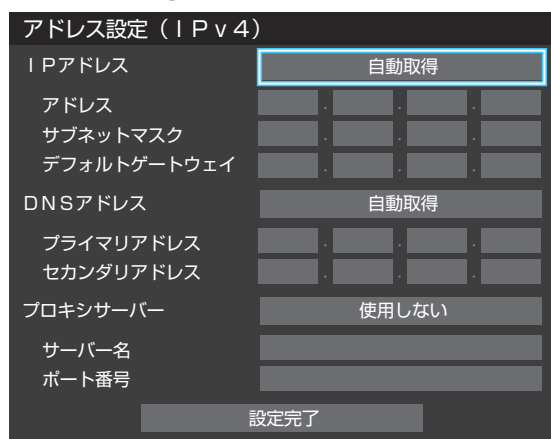 アドレス設定（ＩＰｖ４）
ＩＰアドレス 自動取得
アドレス . . .
サブネットマスク . . .
デフォルトゲートウェイ . . .
ＤＮＳアドレス 自動取得
プライマリアドレス . . .
セカンダリアドレス . . .
プロキシサーバー 使用しない
サーバー名
ポート番号
設定完了